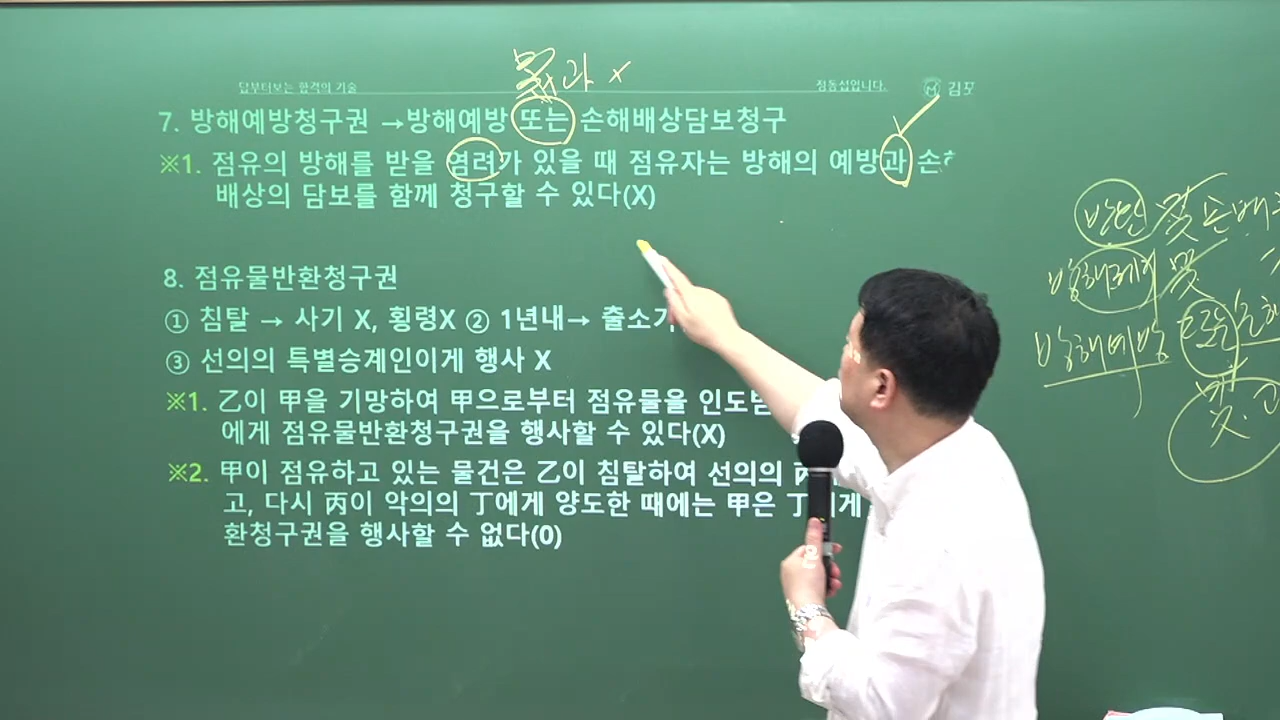 및
과 x
답부터보는 합격의 기술
정동섭입니다.
김포
7. 방해예방청구권 →방해예방 또는 손해배상담보청구
※1. 점유의 방해를 받을 염려가 있을 때 점유자는 방해의 예방과 손해
배상의 담보를 함께 청구할 수 있다(X)
8. 점유물반환청구권
① 침탈 → 사기 X, 횡령X ② 1년내→ 출소기
③ 선의의 특별승계인이게 행사 X
※1. 乙이 甲을 기망하여 甲으로부터 점유물을 인도받
에게 점유물반환청구권을 행사할 수 있다(X)
※2. 甲이 점유하고 있는 물건은 乙이 침탈하여 선의의 丙
고, 다시 丙이 악의의 丁에게 양도한 때에는 甲은 丁에게
환청구권을 행사할 수 없다(0)
반환 및 손배
방해제거 및
방해예방 또는 손해
및.과